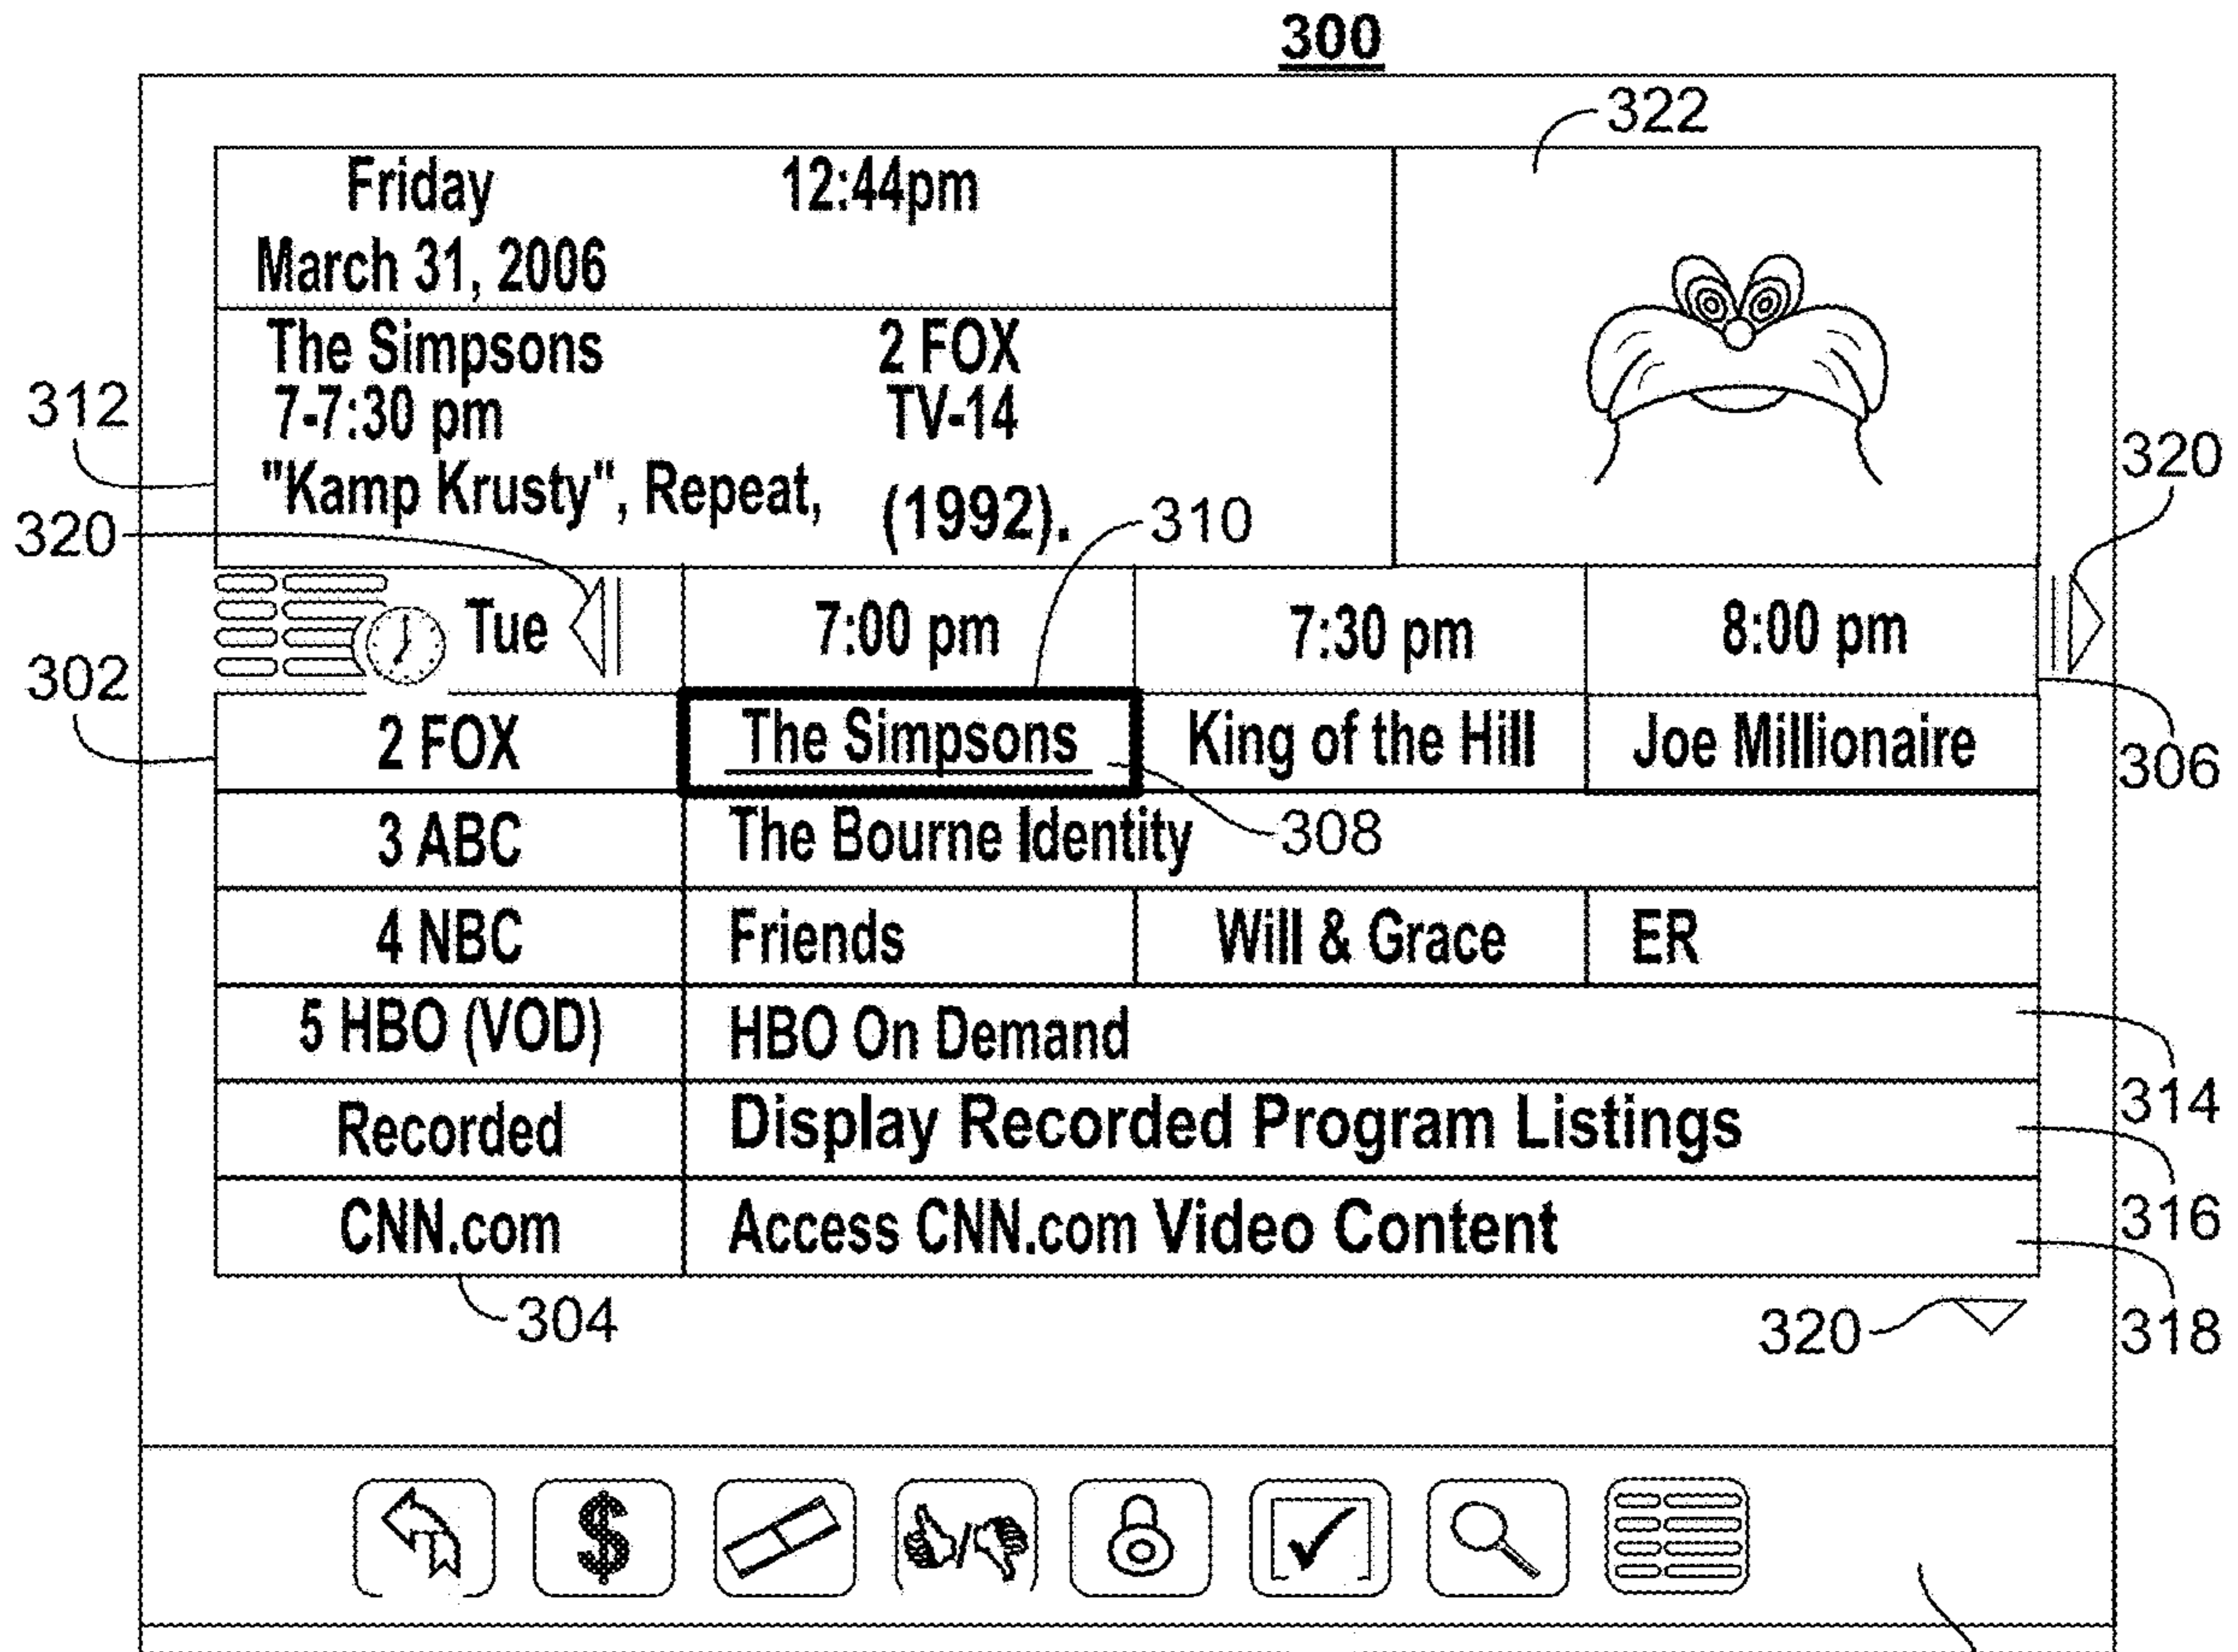 300
322
Friday 12:44pm
March 31, 2006
The Simpsons 2 FOX
312
7-7:30 pm TV-14
320
"Kamp Krusty", Repeat, (1992).
310
320
Tue 7:00 pm 7:30 pm 8:00 pm
302
2 FOX The Simpsons King of the Hill Joe Millionaire
306
3 ABC The Bourne Identity 308
4 NBC Friends Will & Grace ER
5 HBO (VOD) HBO On Demand
314
Recorded Display Recorded Program Listings
316
CNN.com Access CNN.com Video Content
304
320
318
$